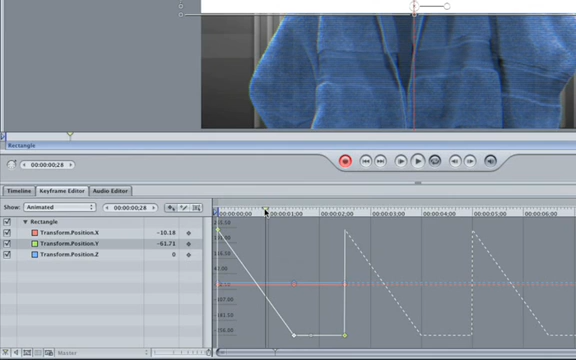 Rectangle
00:00:00;28
Timeline
Keyframe Editor
Audio Editor
Show: Animated
00:00:00;28
00:00:00;00
00:00:01;00
00:00:02;00
00:00:03;00
00:00:04;00
00:00:05;00
00:00:06;00
Rectangle
Transform.Position.X -10.18
Transform.Position.Y -61.71
Transform.Position.Z 0
Master